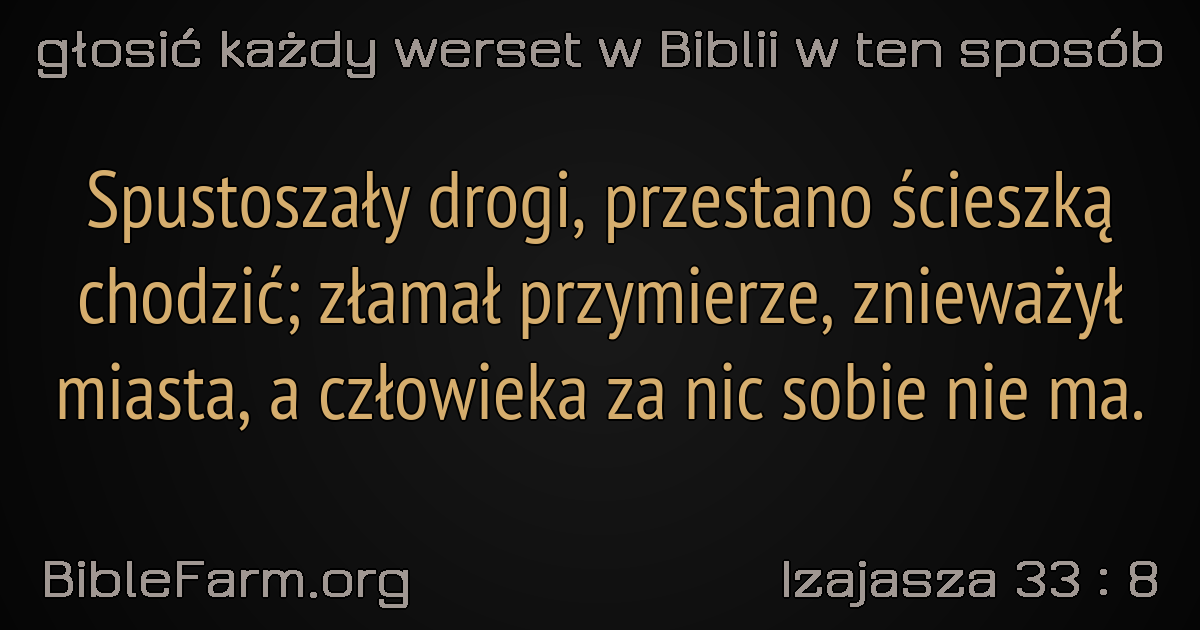 głosić każdy werset w Biblii w ten sposób
Spustoszały drogi, przestano ścieszką
chodzić; złamał przymierze, znieważył
miasta, a człowieka za nic sobie nie ma.
BibleFarm.org
Izajasza 33 : 8